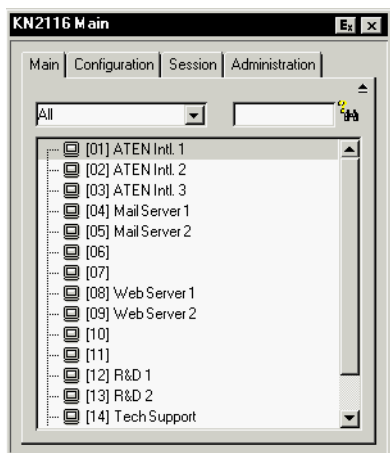 KN2116 Main Ex
Main Configuration Session Administration
All
[01] ATEN Intl. 1
[02] ATEN Intl. 2
[03] ATEN Intl. 3
[04] Mail Server 1
[05] Mail Server 2
[06]
[07]
[08] Web Server 1
[09] Web Server 2
[10]
[11]
[12] R&D 1
[13] R&D 2
[14] Tech Support